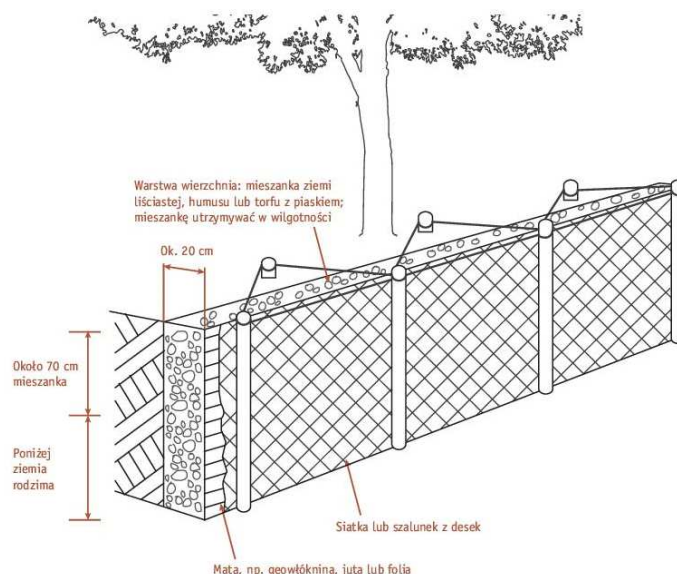 Warstwa wierzchnia: mieszanka ziemi
liściastej, humusu lub torfu z piaskiem;
mieszankę utrzymywać w wilgotności
Ok. 20 cm
Około 70 cm
mieszanka
Poniżej
ziemia
rodzima
Siatka lub szalunek z desek
Mata, np. geowłóknina, juta lub folia